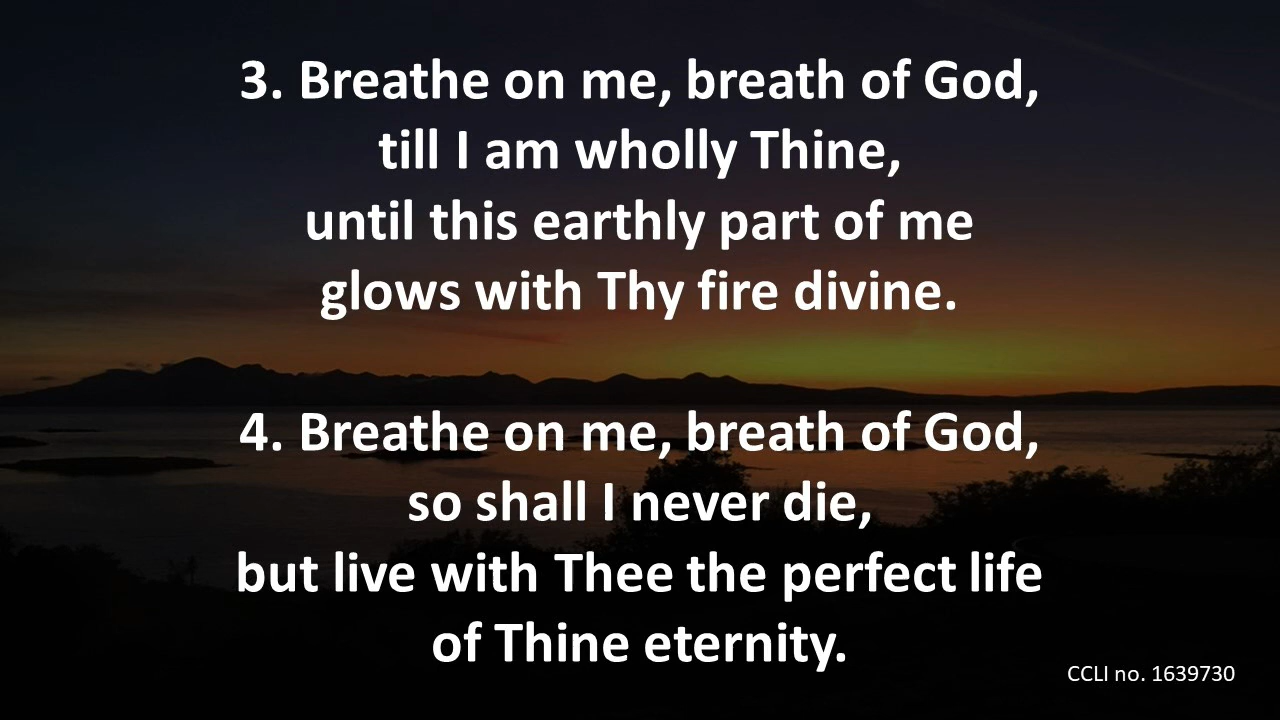 3. Breathe on me, breath of God,
till I am wholly Thine,
until this earthly part of me
glows with Thy fire divine.
4. Breathe on me, breath of God,
so shall I never die,
but live with Thee the perfect life
of Thine eternity.
CCLI no. 1639730